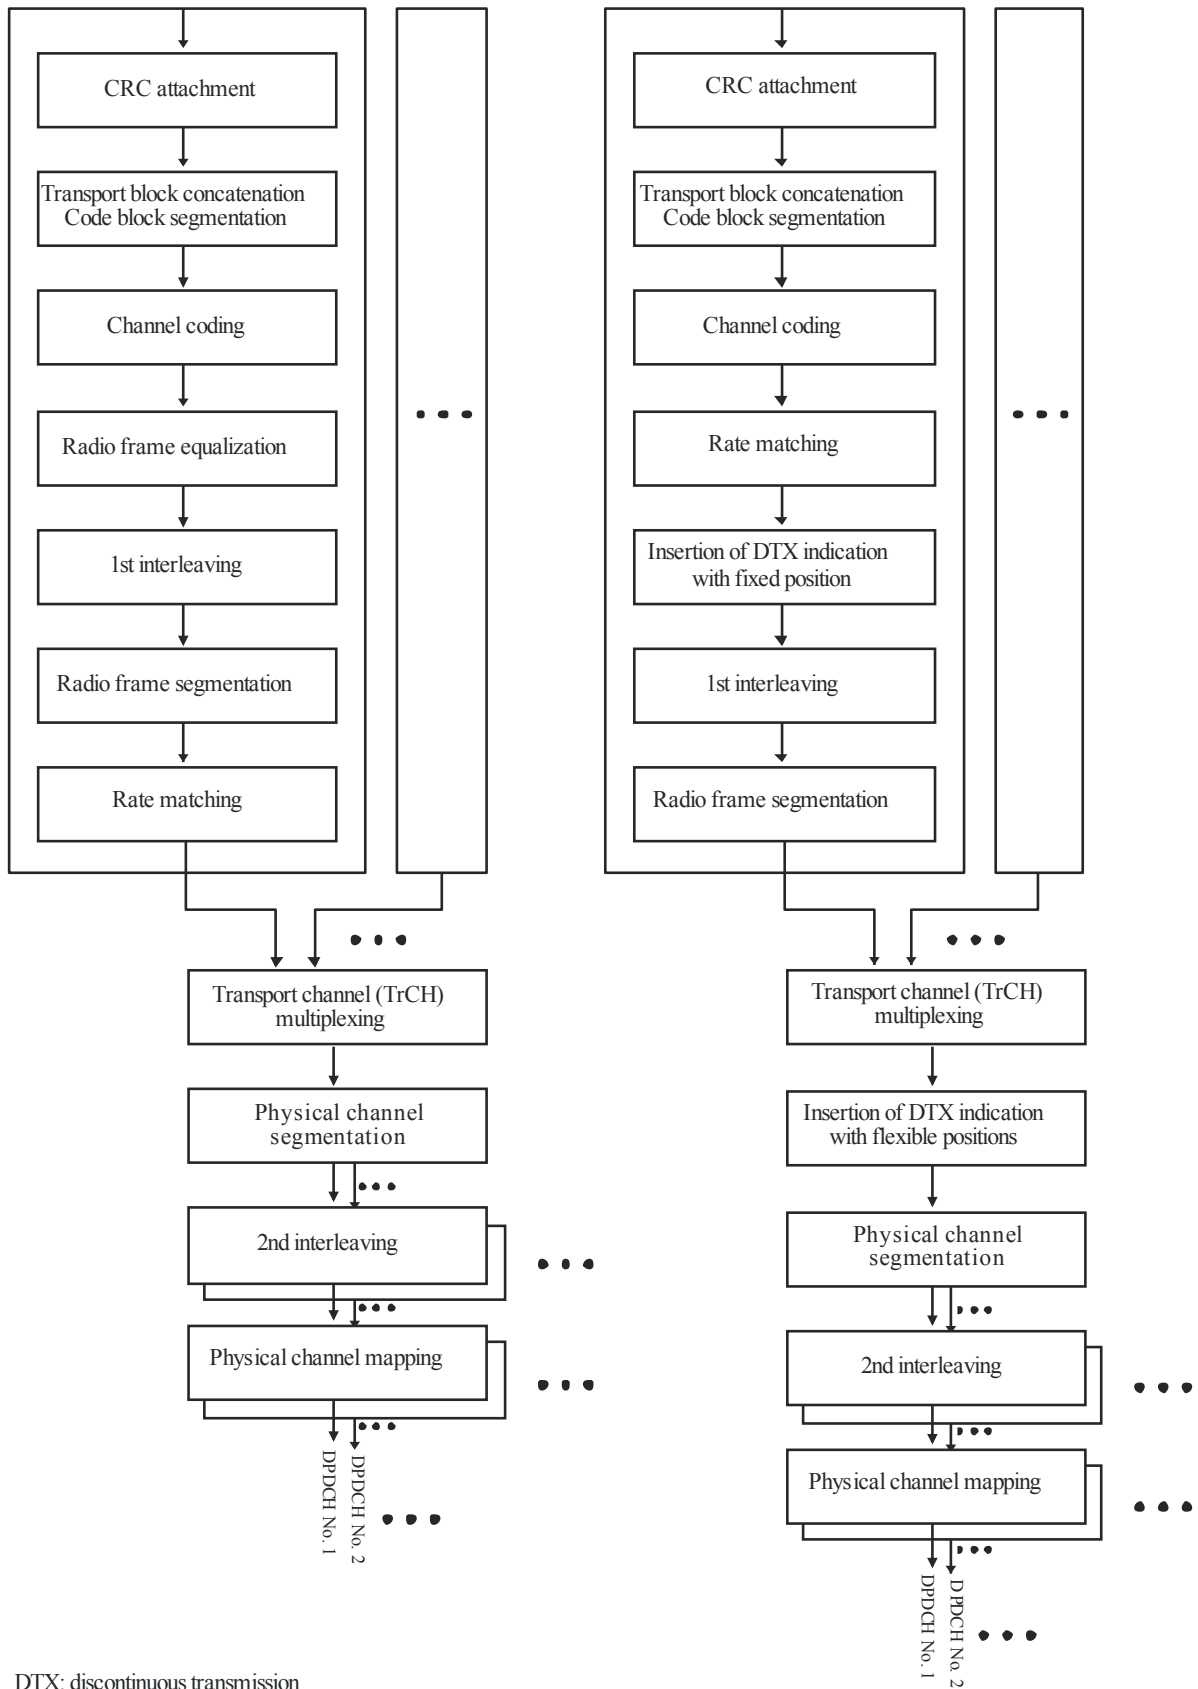 CRC attachment
Transport block concatenation
Code block segmentation
Channel coding
Radio frame equalization
1st interleaving
Radio frame segmentation
Rate matching
Transport channel (TrCH)
multiplexing
Physical channel
segmentation
2nd interleaving
Physical channel mapping
DPDCH No. 1
DPDCH No. 2
CRC attachment
Transport block concatenation
Code block segmentation
Channel coding
Rate matching
Insertion of DTX indication
with fixed position
1st interleaving
Radio frame segmentation
Transport channel (TrCH)
multiplexing
Insertion of DTX indication
with flexible positions
Physical channel
segmentation
2nd interleaving
Physical channel mapping
DPDCH No. 1
DPDCH No. 2
DTX: discontinuous transmission